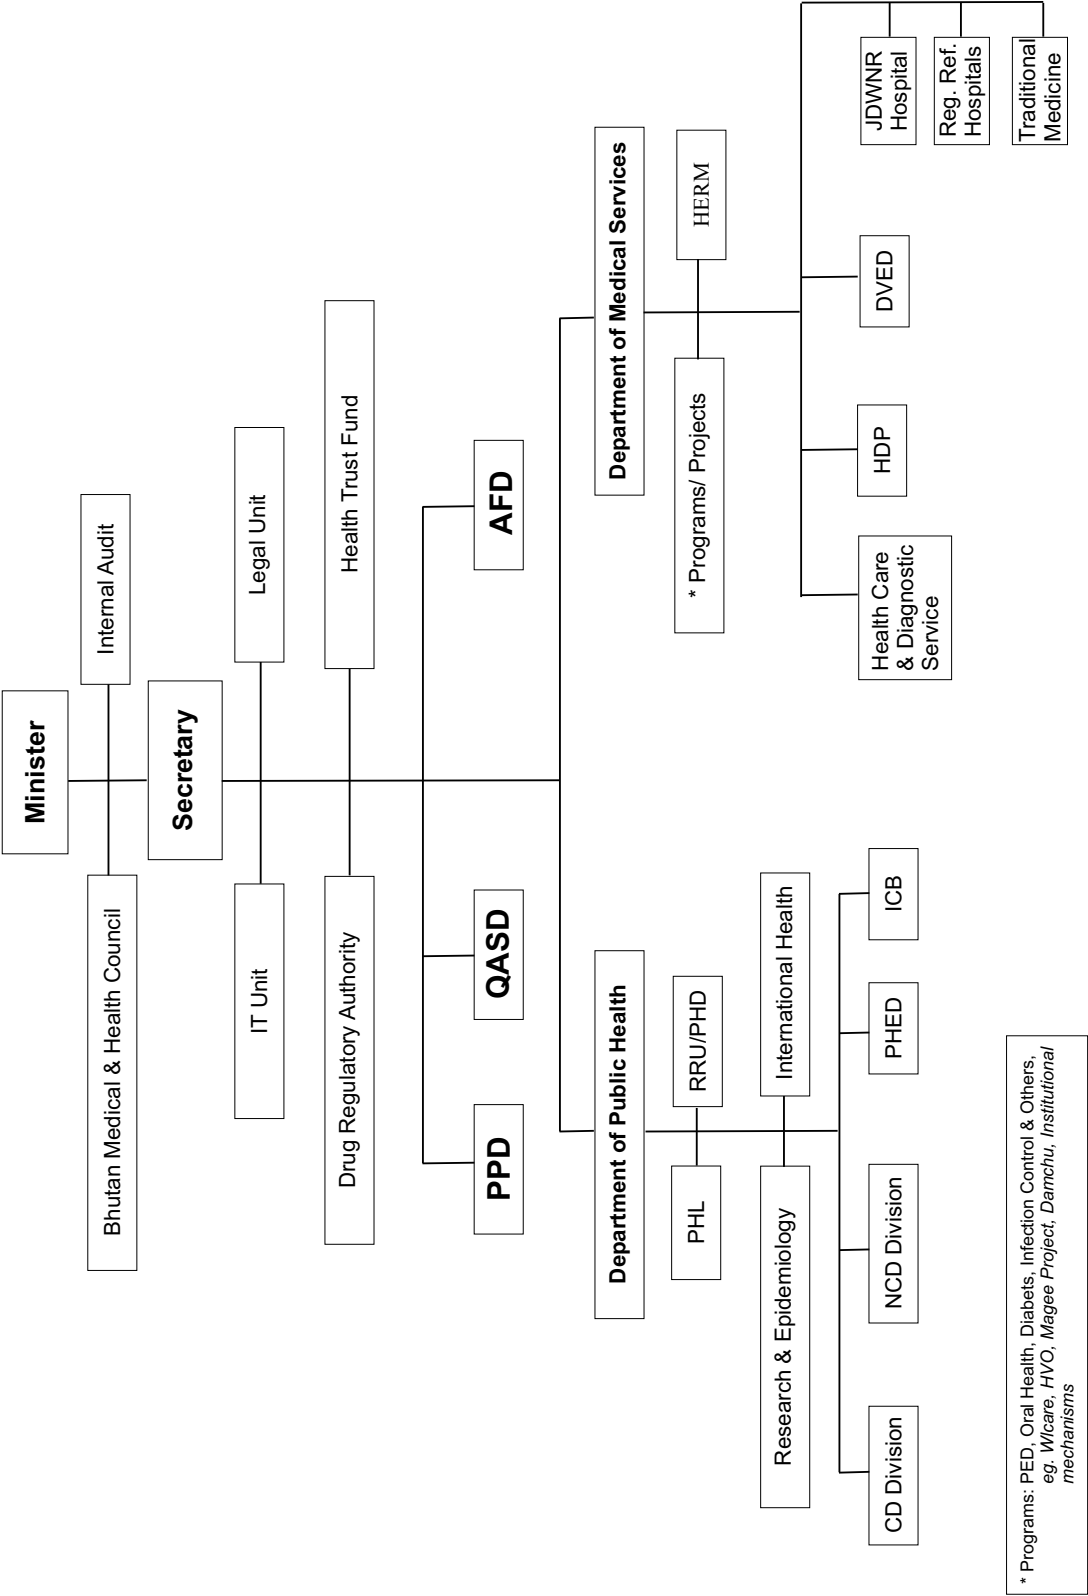 Minister
Bhutan Medical & Health Council
Internal Audit
Secretary
IT Unit
Legal Unit
Drug Regulatory Authority
Health Trust Fund
PPD
QASD
AFD
Department of Public Health
Department of Medical Services
PHL
RRU/PHD
* Programs/ Projects
HERM
Research & Epidemiology
International Health
CD Division
NCD Division
PHED
ICB
Health Care
& Diagnostic
Service
HDP
DVED
JDWNR
Hospital
Reg. Ref.
Hospitals
Traditional
Medicine
* Programs: PED, Oral Health, Diabets, Infection Control & Others,
eg. WIcare, HVO, Magee Project, Damchu, Institutional
mechanisms